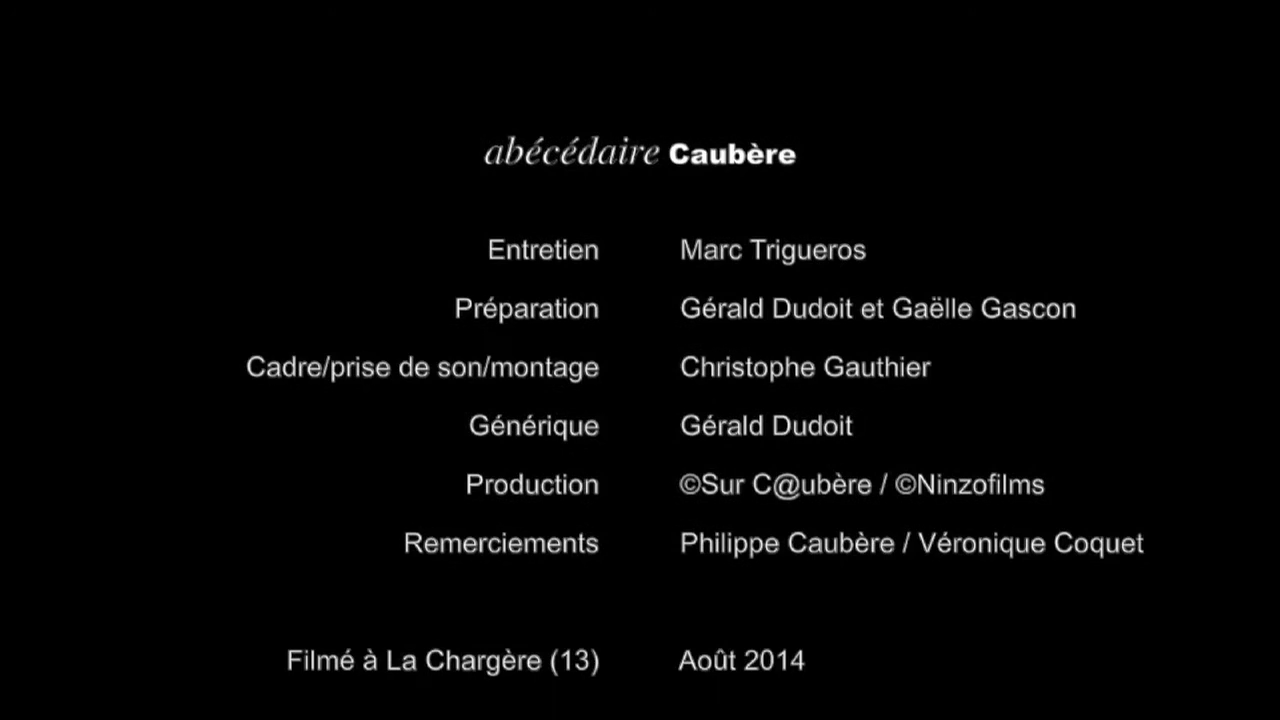 abécédaire Caubère
Entretien Marc Trigueros
Préparation Gérald Dudoit et Gaëlle Gascon
Cadre/prise de son/montage Christophe Gauthier
Générique Gérald Dudoit
Production ©Sur C@ubère / ©Ninzofilms
Remerciements Philippe Caubère / Véronique Coquet
Filmé à La Chargère (13) Août 2014